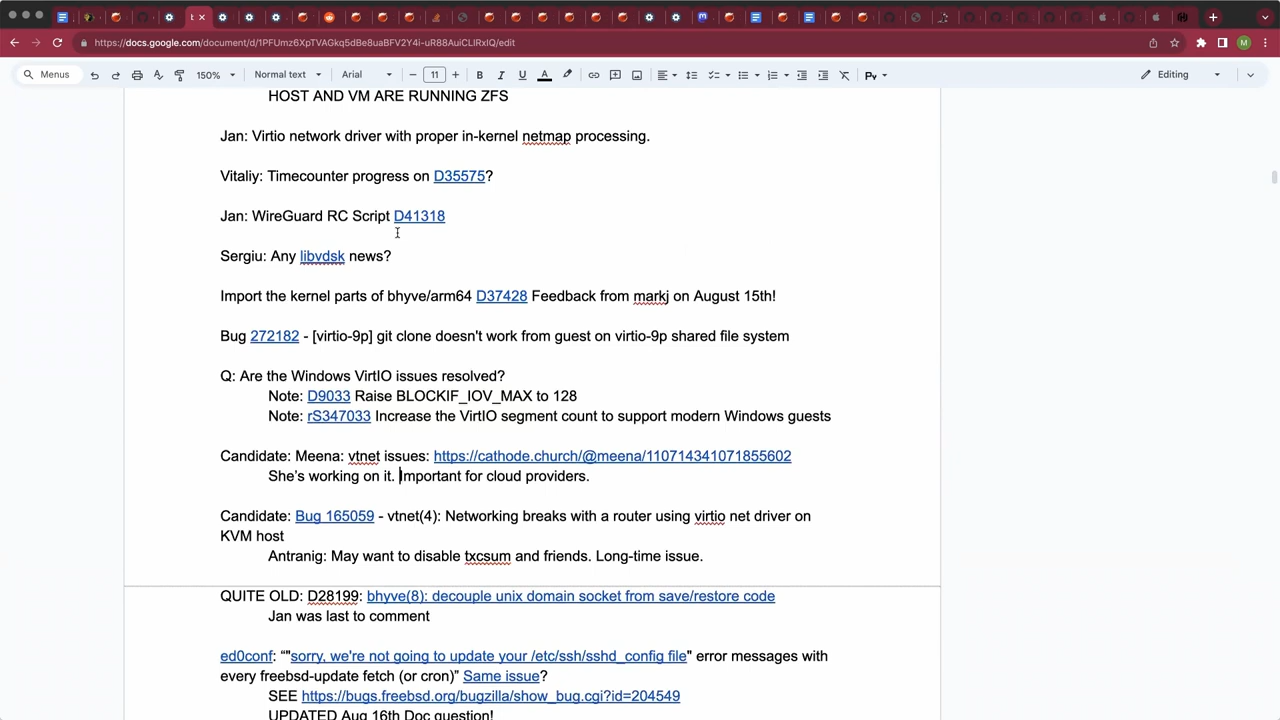 https://docs.google.com/document/d/1PFUmz6XpTVAGkq5dBe8uaBFV2Y4i-uR88AuiCLlRxIQ/edit
M
Menus
150%
Normal text
Arial
11
Editing
HOST AND VM ARE RUNNING ZFS
Jan: Virtio network driver with proper in-kernel netmap processing.
Vitaliy: Timecounter progress on D35575?
Jan: WireGuard RC Script D41318
Sergiu: Any libvdsk news?
Import the kernel parts of bhyve/arm64 D37428 Feedback from markj on August 15th!
Bug 272182 - [virtio-9p] git clone doesn't work from guest on virtio-9p shared file system
Q: Are the Windows VirtIO issues resolved?
Note: D9033 Raise BLOCKIF_IOV_MAX to 128
Note: rS347033 Increase the VirtIO segment count to support modern Windows guests
Candidate: Meena: vtnet issues: https://cathode.church/@meena/110714341071855602
She’s working on it. Important for cloud providers.
Candidate: Bug 165059 - vtnet(4): Networking breaks with a router using virtio net driver on
KVM host
Antranig: May want to disable txcsum and friends. Long-time issue.
QUITE OLD: D28199: bhyve(8): decouple unix domain socket from save/restore code
Jan was last to comment
ed0conf: “"sorry, we're not going to update your /etc/ssh/sshd_config file" error messages with
every freebsd-update fetch (or cron)” Same issue?
SEE https://bugs.freebsd.org/bugzilla/show_bug.cgi?id=204549
UPDATED Aug 16th Doc question!